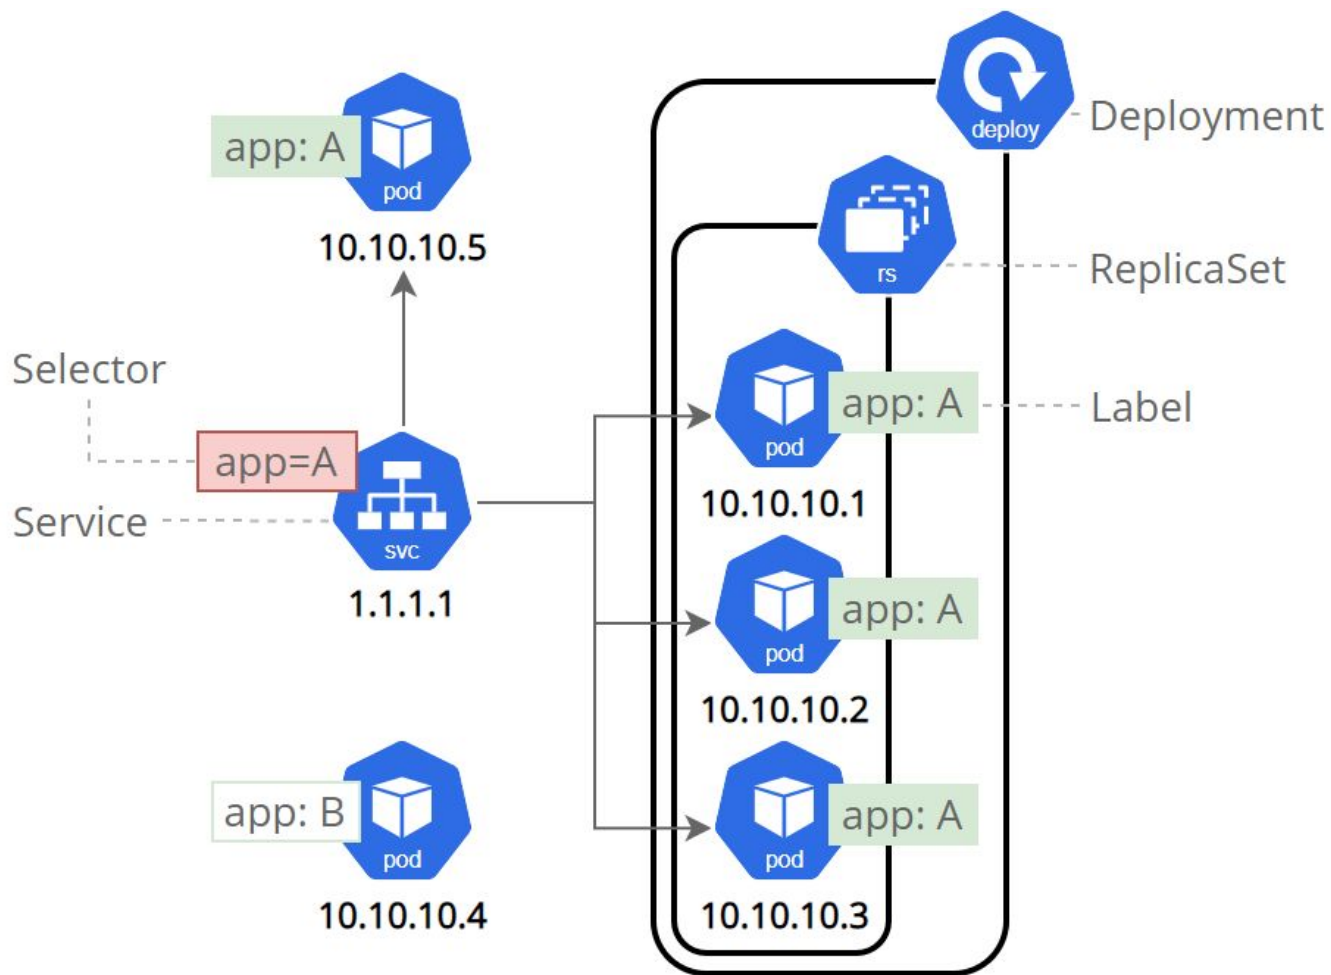 deploy
Deployment
app: A
pod
10.10.10.5
rs
ReplicaSet
Selector
app=A
Service
svc
1.1.1.1
pod
app: A
Label
10.10.10.1
pod
app: A
10.10.10.2
app: B
pod
10.10.10.4
pod
app: A
10.10.10.3